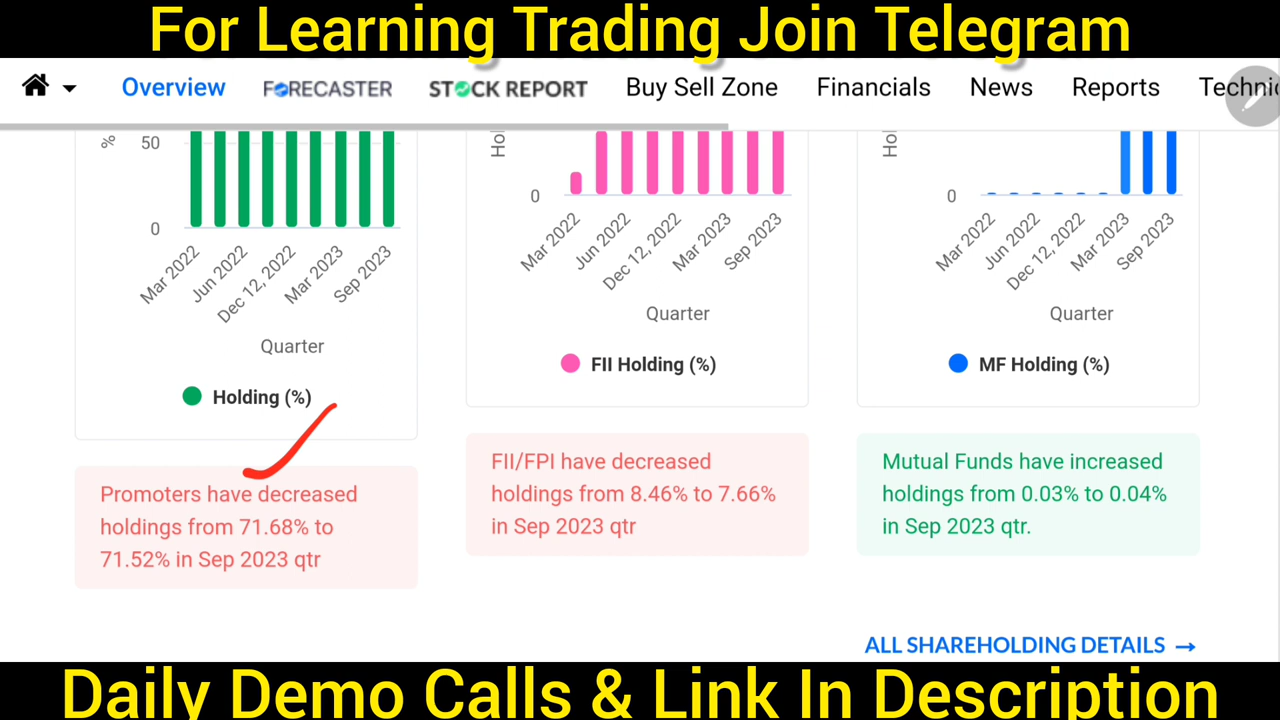 For Learning Trading Join Telegram
Overview FORECASTER STOCK REPORT Buy Sell Zone Financials News Reports
%
50
0
Mar 2022
Jun 2022
Dec 12, 2022
Mar 2023
Sep 2023
Quarter
Holding (%)
Promoters have decreased
holdings from 71.68% to
71.52% in Sep 2023 qtr
0
Mar 2022
Jun 2022
Dec 12, 2022
Mar 2023
Sep 2023
Quarter
FII Holding (%)
FII/FPI have decreased
holdings from 8.46% to 7.66%
in Sep 2023 qtr
0
Mar 2022
Jun 2022
Dec 12, 2022
Mar 2023
Sep 2023
Quarter
MF Holding (%)
Mutual Funds have increased
holdings from 0.03% to 0.04%
in Sep 2023 qtr.
ALL SHAREHOLDING DETAILS →
Daily Demo Calls & Link In Description